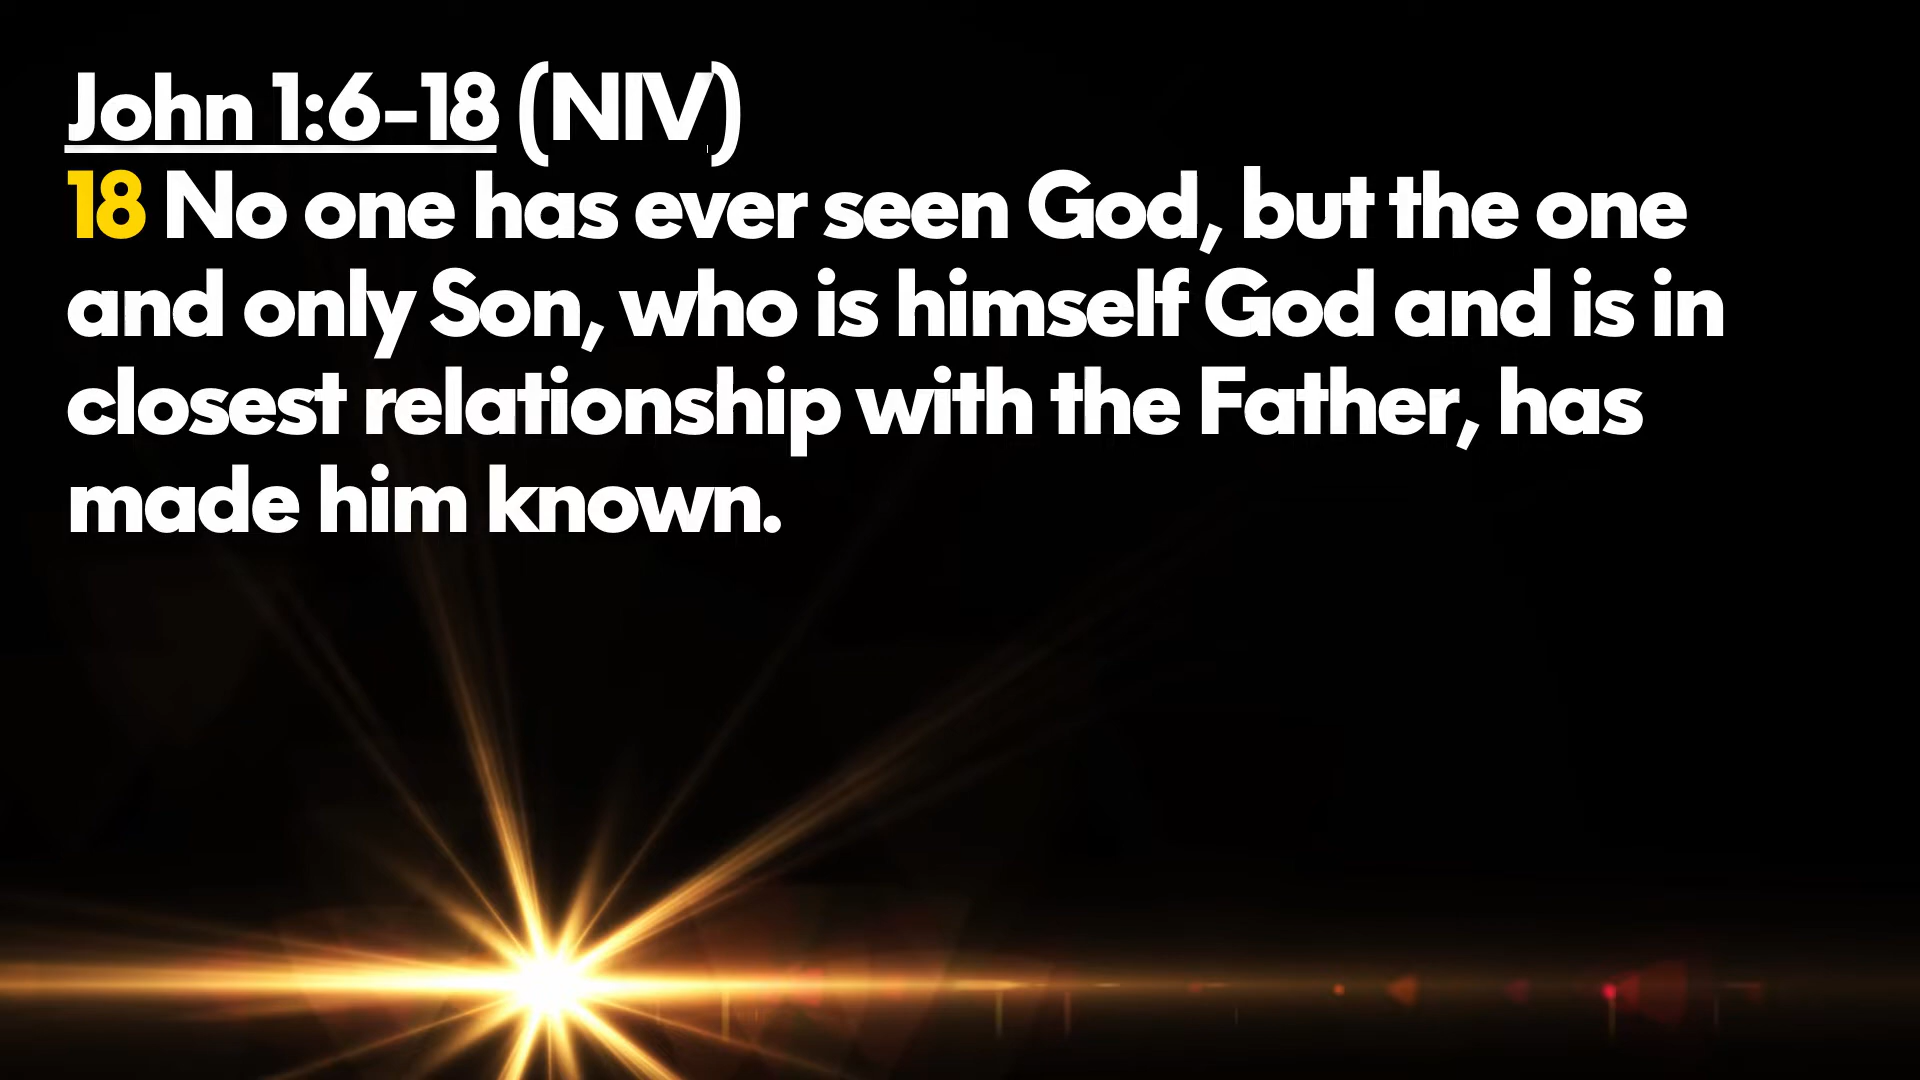 John 1:6-18 (NIV)
18 No one has ever seen God, but the one
and only Son, who is himself God and is in
closest relationship with the Father, has
made him known.